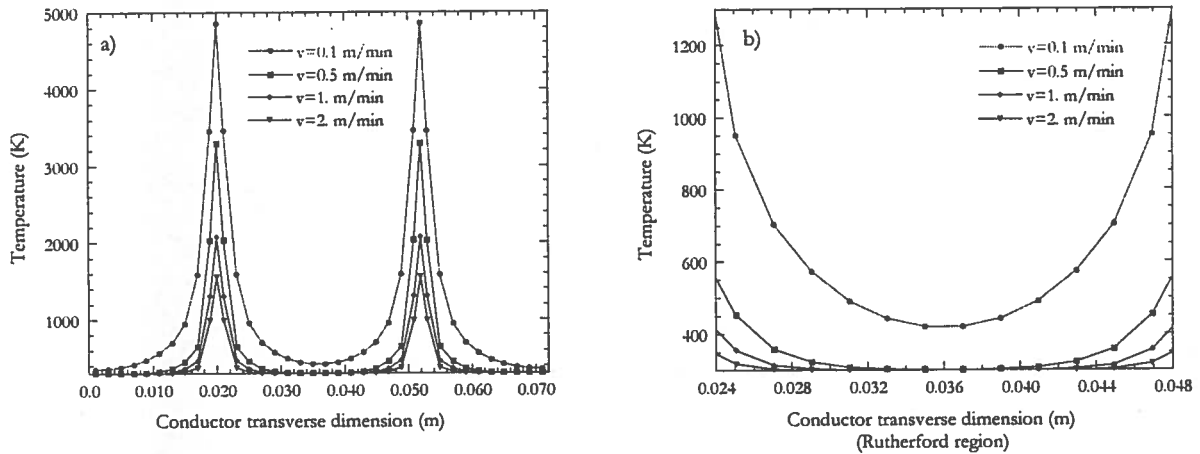 a)
v=0.1 m/min
v=0.5 m/min
v=1. m/min
v=2. m/min
5000
4000
3000
2000
1000
Temperature (K)
0.0
0.010
0.020
0.030
0.040
0.050
0.060
0.070
Conductor transverse dimension (m)
b)
v=0.1 m/min
v=0.5 m/min
v=1. m/min
v=2. m/min
1200
1000
800
600
400
Temperature (K)
0.024
0.028
0.032
0.036
0.040
0.044
0.048
Conductor transverse dimension (m)
(Rutherford region)